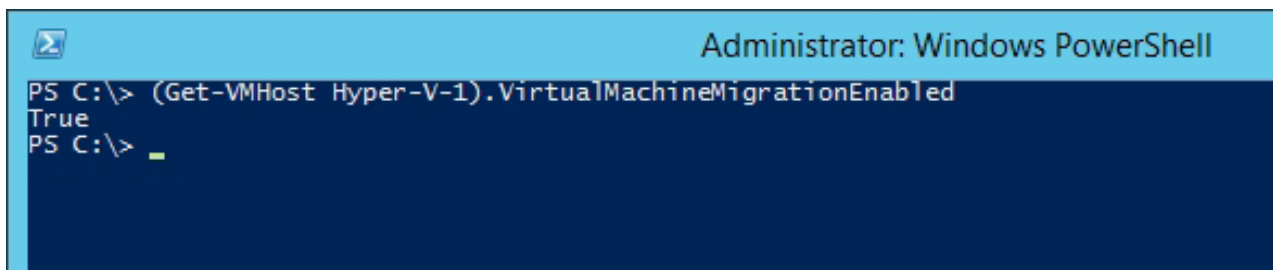 Administrator: Windows PowerShell
PS C:\> (Get-VMHost Hyper-V-1).VirtualMachineMigrationEnabled
True
PS C:\> _